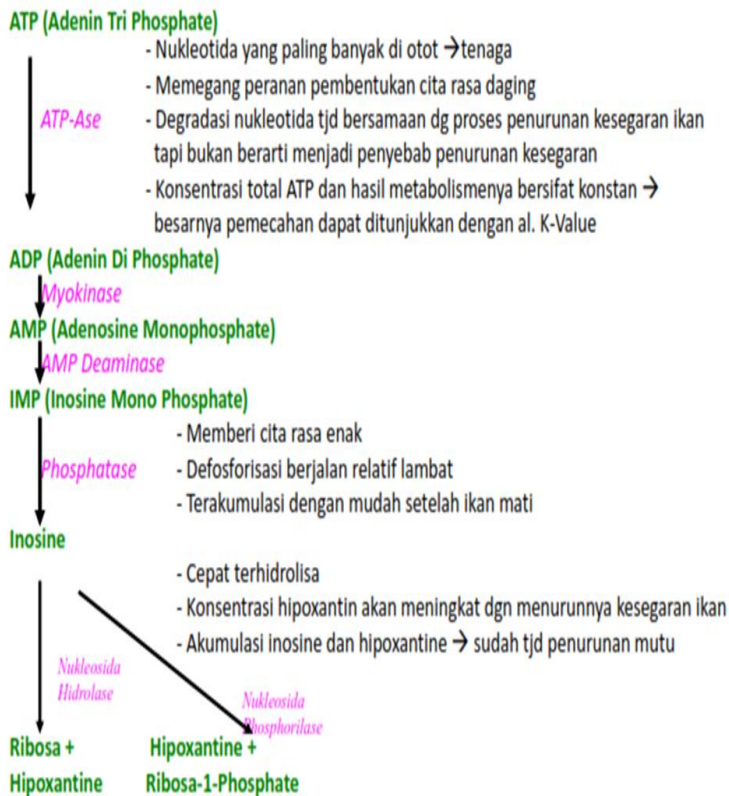 ATP (Adenin Tri Phosphate)
- Nukleotida yang paling banyak di otot →tenaga
- Memegang peranan pembentukan cita rasa daging
ATP-Ase
- Degradasi nukleotida tjd bersamaan dg proses penurunan kesegaran ikan
tapi bukan berarti menjadi penyebab penurunan kesegaran
- Konsentrasi total ATP dan hasil metabolismenya bersifat konstan →
besarnya pemecahan dapat ditunjukkan dengan al. K-Value
ADP (Adenin Di Phosphate)
Myokinase
AMP (Adenosine Monophosphate)
AMP Deaminase
IMP (Inosine Mono Phosphate)
- Memberi cita rasa enak
Phosphatase
- Defosforisasi berjalan relatif lambat
- Terakumulasi dengan mudah setelah ikan mati
Inosine
- Cepat terhidrolisa
- Konsentrasi hipoxantin akan meningkat dgn menurunnya kesegaran ikan
- Akumulasi inosine dan hipoxantine → sudah tjd penurunan mutu
Nukleosida
Hidrolase
Nukleosida
Phosphorilase
Ribosa +
Hipoxantine
Hipoxantine +
Ribosa-1-Phosphate